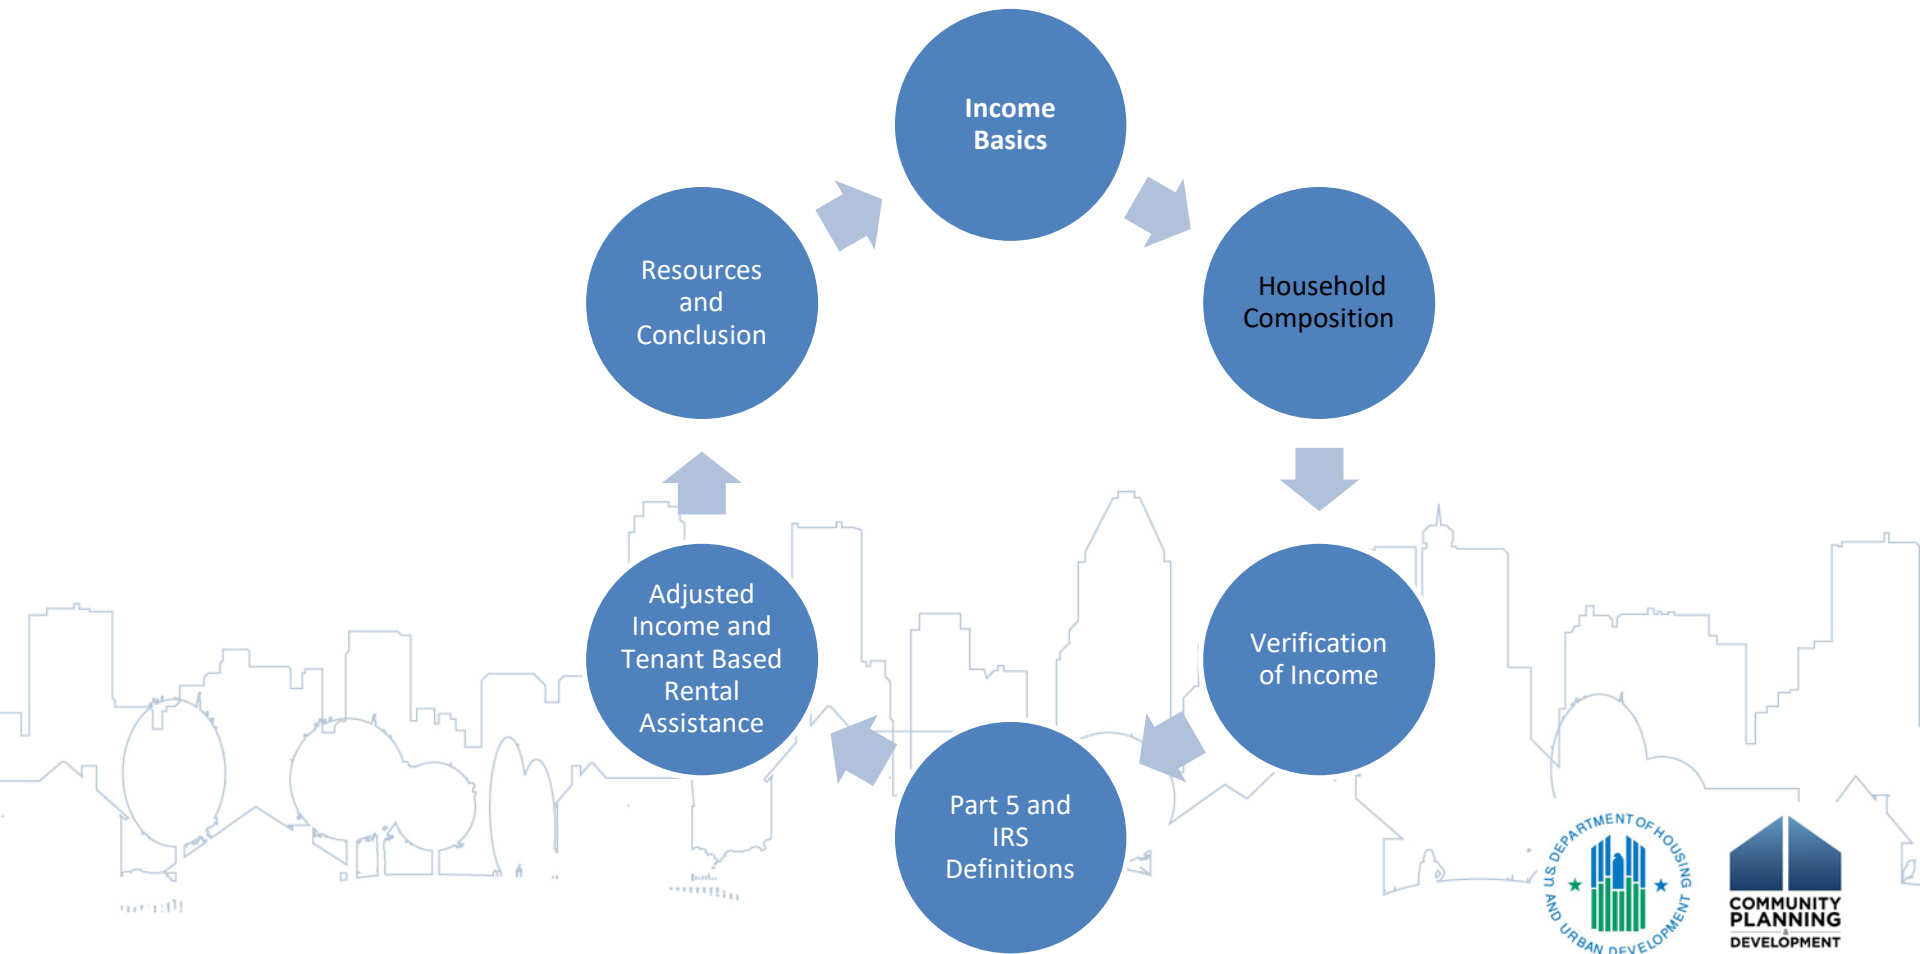 Income
Basics
Household
Composition
Verification
of Income
Part 5 and
IRS
Definitions
Adjusted
Income and
Tenant Based
Rental
Assistance
Resources
and
Conclusion
U.S. DEPARTMENT OF HOUSING
AND URBAN DEVELOPMENT
COMMUNITY
PLANNING
&
DEVELOPMENT